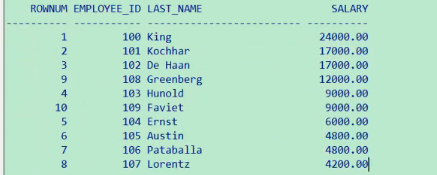 ROWNUM EMPLOYEE_ID LAST_NAME SALARY
---------- ----------- ------------------------- ----------
1 100 King 24000.00
2 101 Kochhar 17000.00
3 102 De Haan 17000.00
9 108 Greenberg 12000.00
4 103 Hunold 9000.00
10 109 Faviet 9000.00
5 104 Ernst 6000.00
6 105 Austin 4800.00
7 106 Pataballa 4800.00
8 107 Lorentz 4200.00